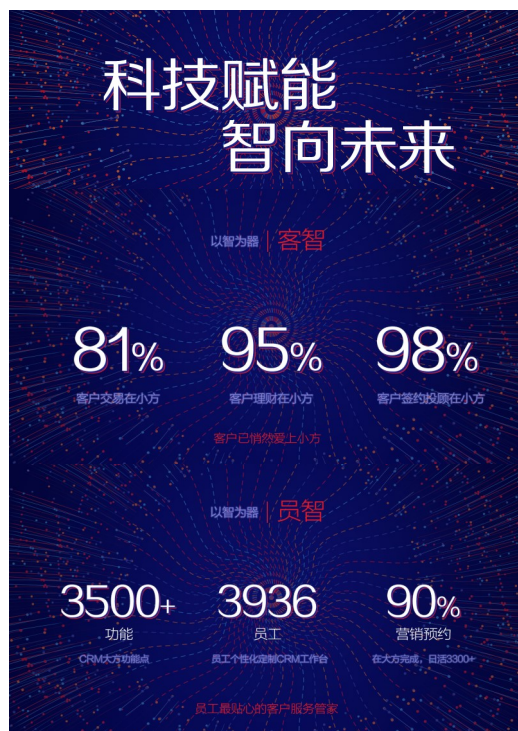 科技赋能
智向未来
以智为器｜客智
81% 95% 98%
客户交易在小方 客户理财在小方 客户签约投顾在小方
客户已悄然爱上小方
以智为器｜员智
3500+ 3936 90%
功能 员工 营销预约
CRM大方功能点 员工个性化定制CRM工作台 在大方完成，日活3300+
员工最贴心的客户服务管家